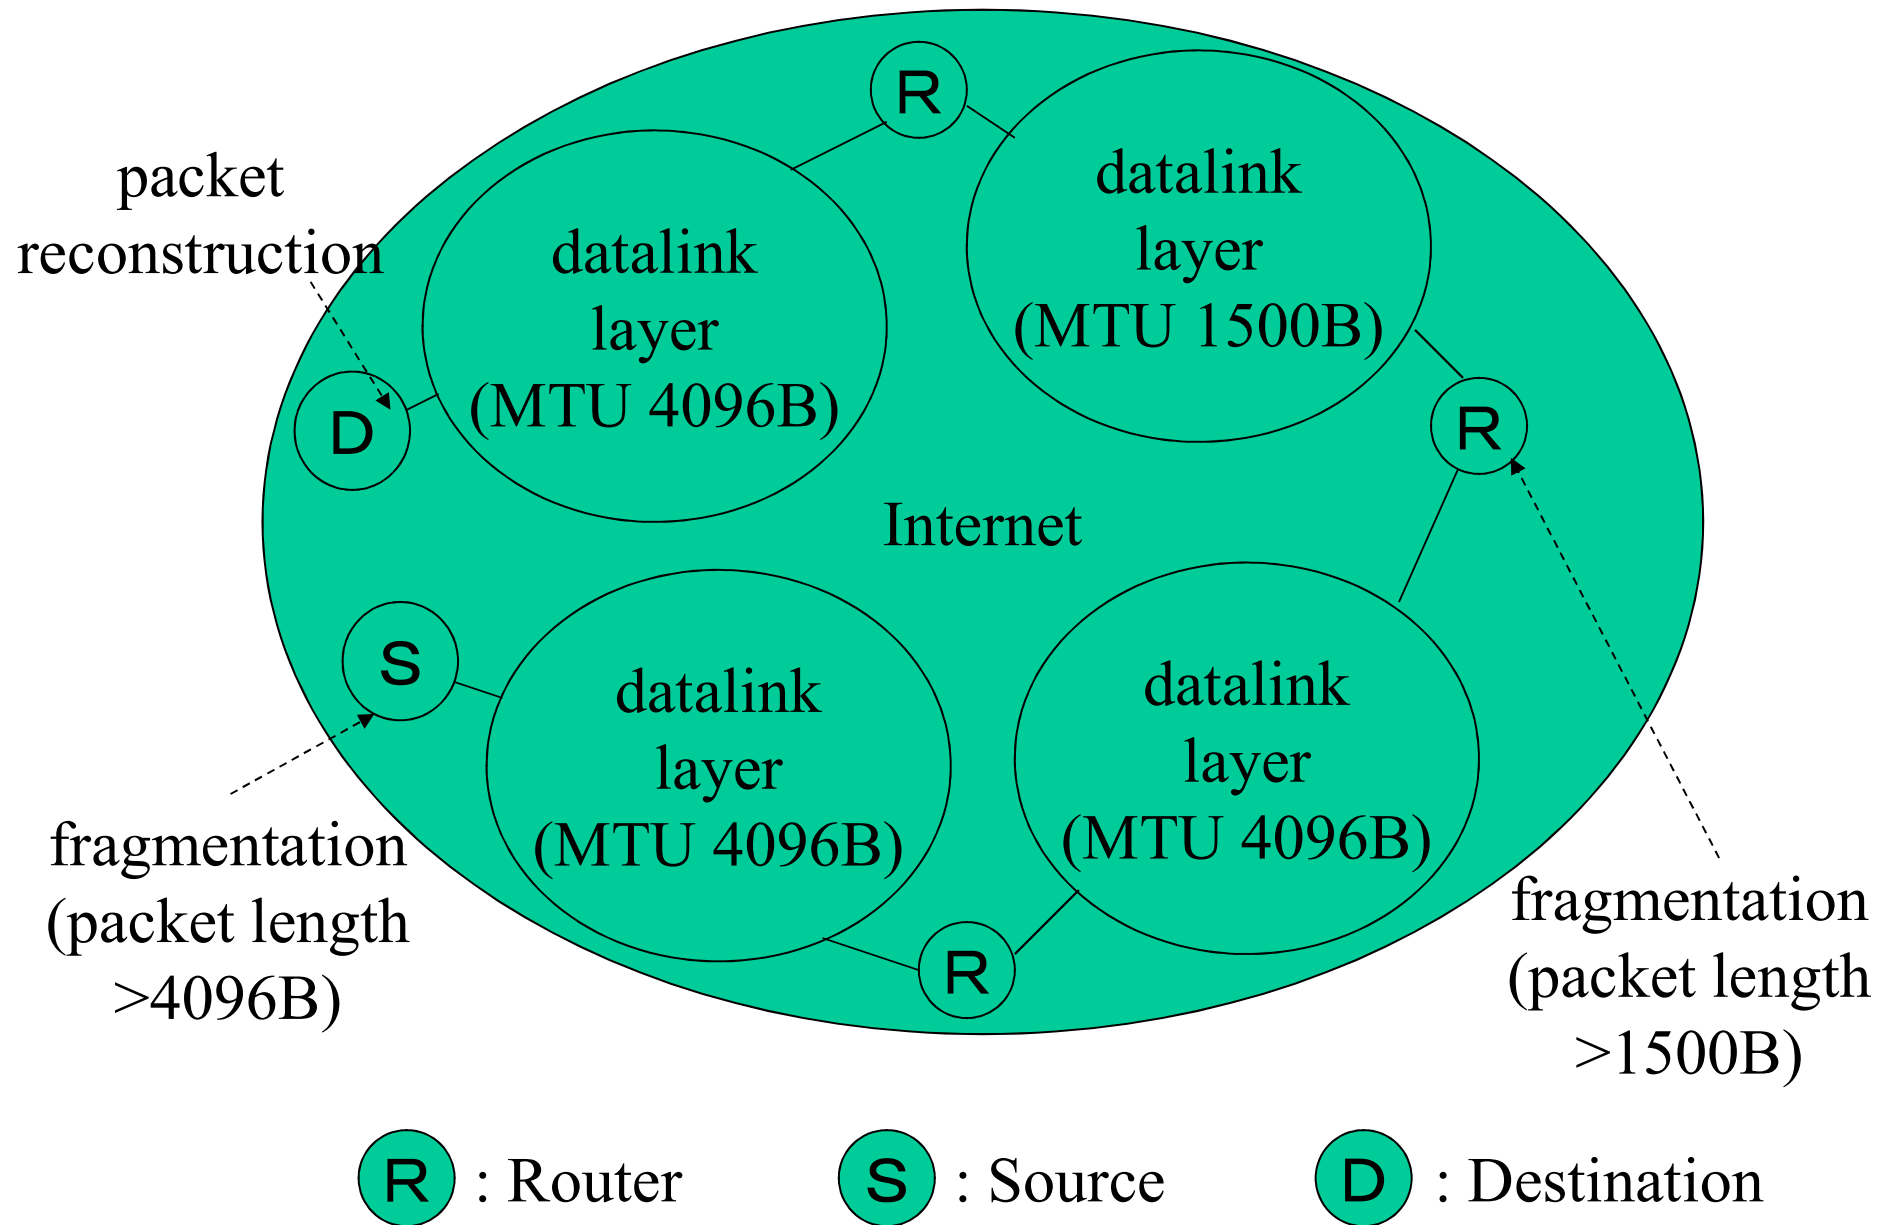 R
packet
reconstruction
datalink
layer
(MTU 4096B)
datalink
layer
(MTU 1500B)
D
R
Internet
S
datalink
layer
(MTU 4096B)
datalink
layer
(MTU 4096B)
fragmentation
(packet length
>4096B)
R
fragmentation
(packet length
>1500B)
R : Router
S : Source
D : Destination